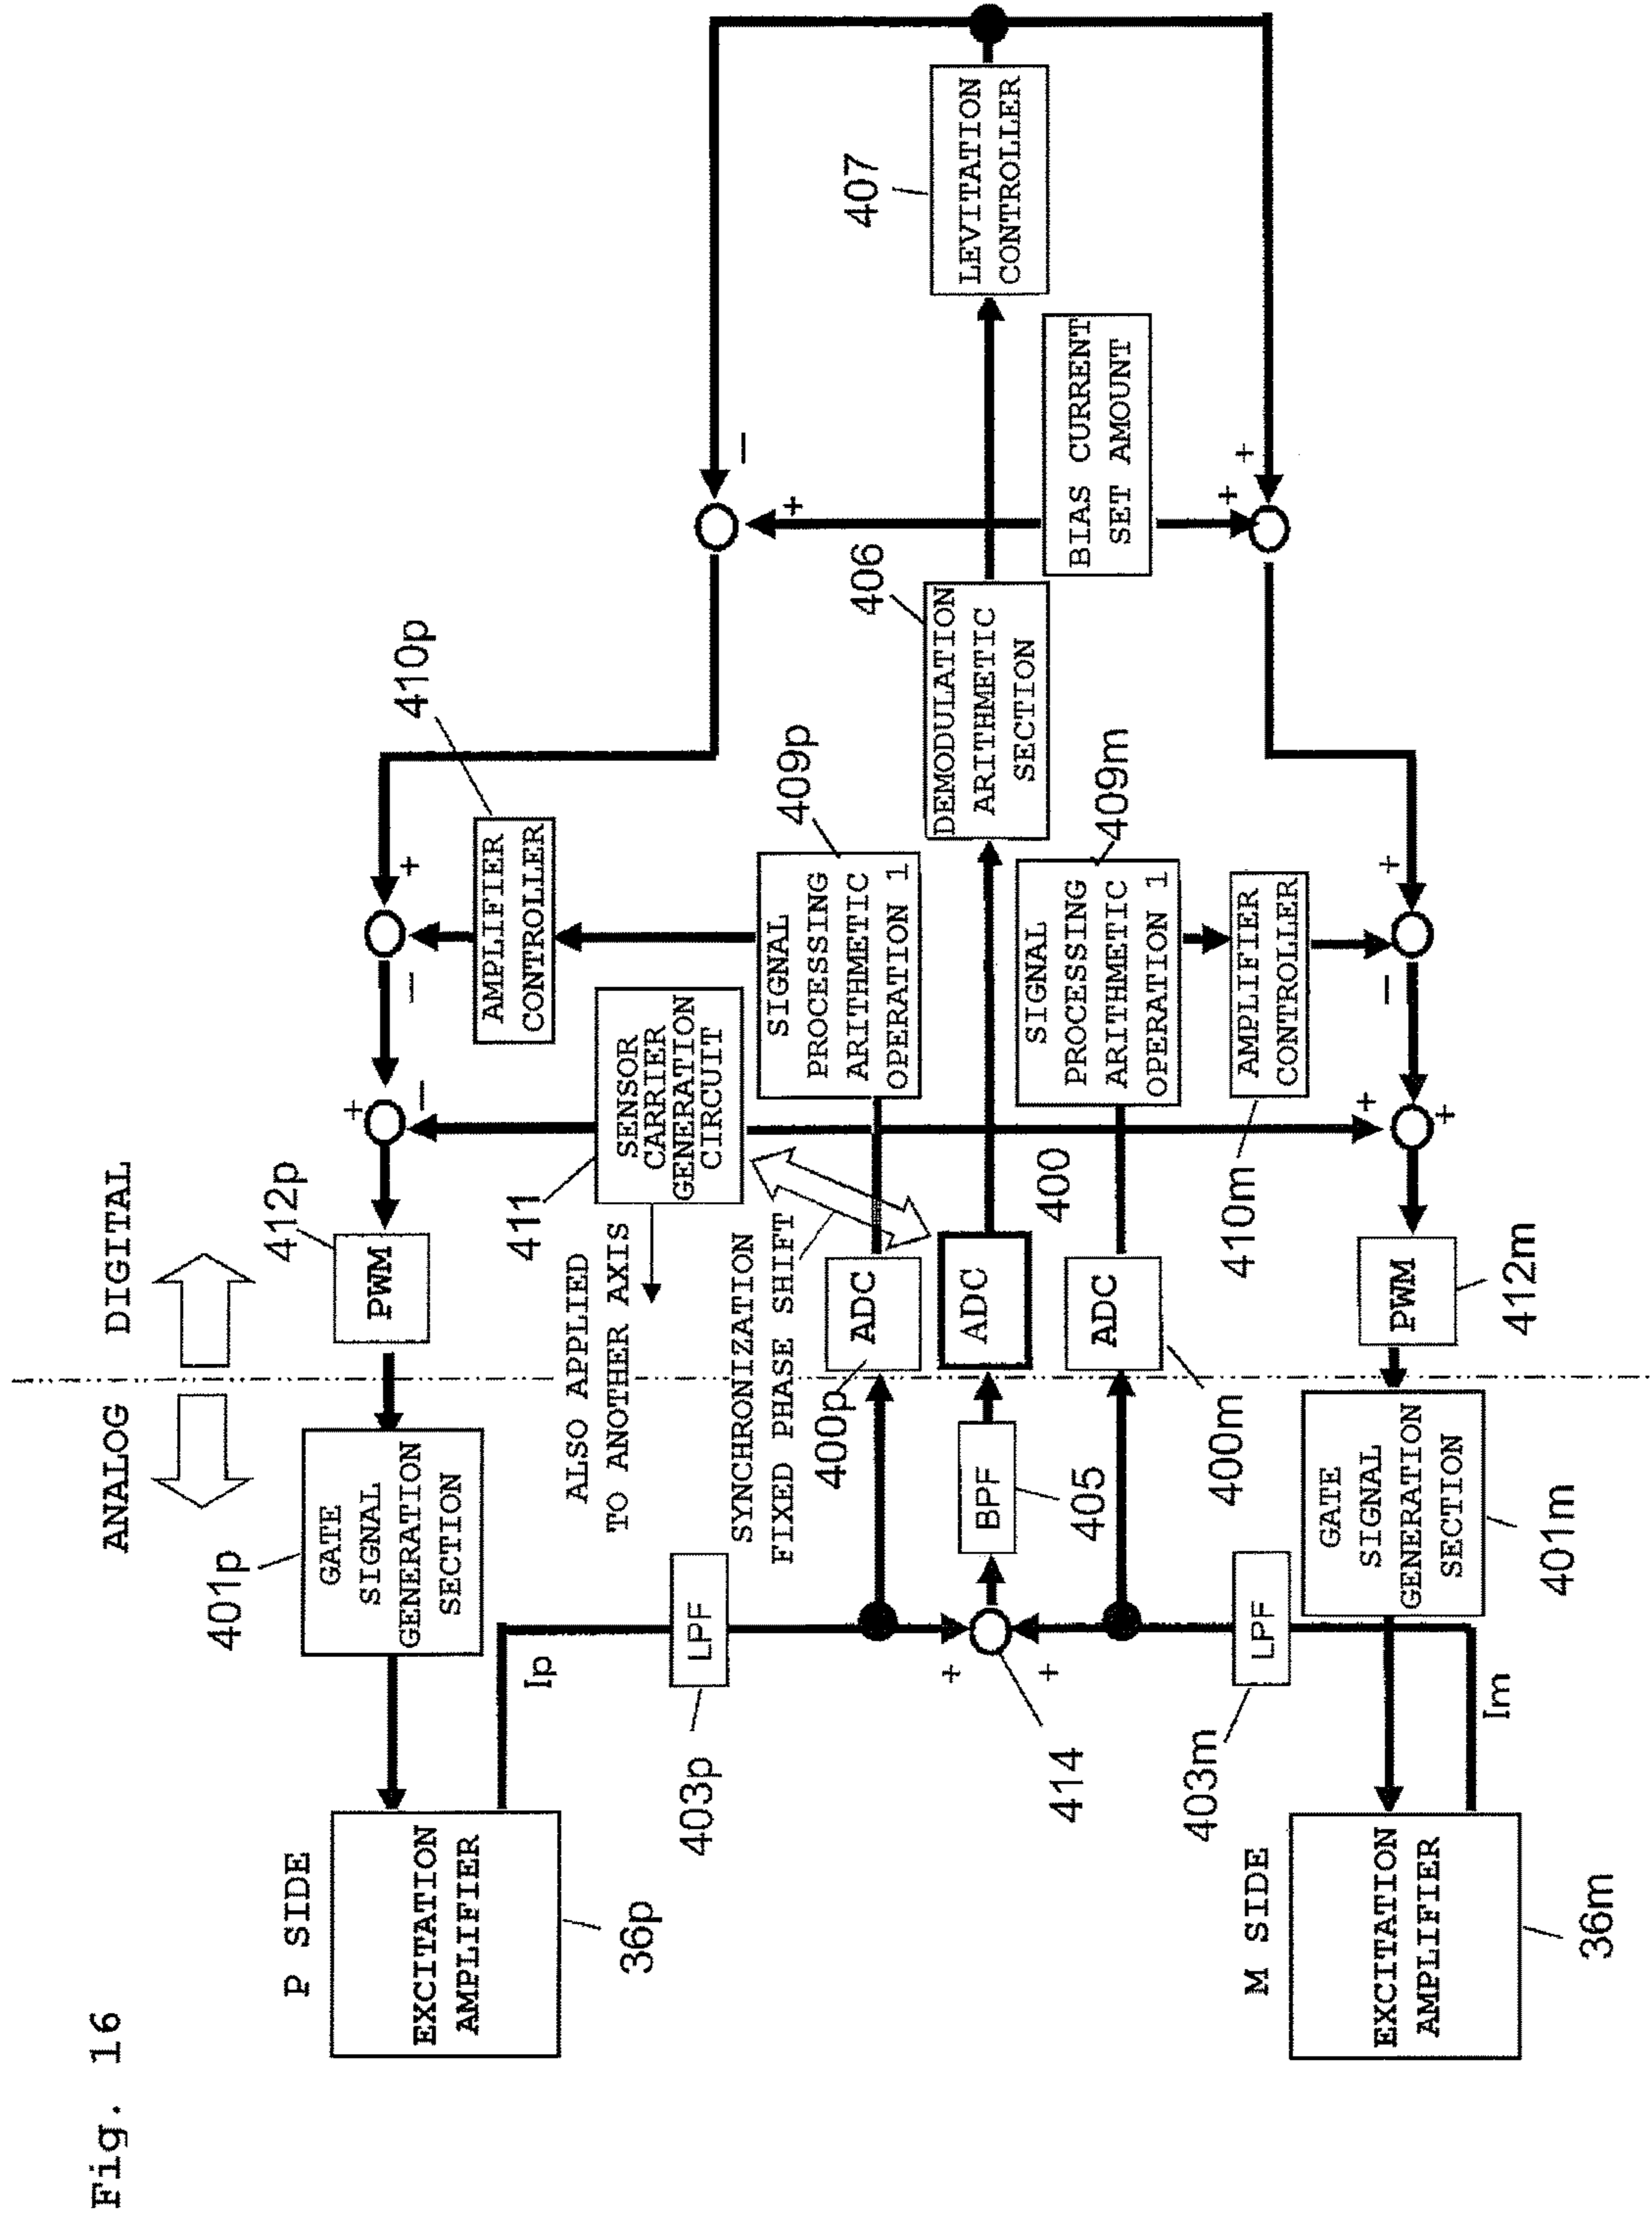 Fig. 16
ANALOG
DIGITAL
P SIDE
EXCITATION
AMPLIFIER
36p
401p
GATE
SIGNAL
GENERATION
SECTION
412p
PWM
+
−
−
+
410p
AMPLIFIER
CONTROLLER
Ip
403p
LPF
ALSO APPLIED
TO ANOTHER AXIS
411
SENSOR
CARRIER
GENERATION
CIRCUIT
SYNCHRONIZATION
FIXED PHASE SHIFT
−
+
400p
ADC
409p
SIGNAL
PROCESSING
ARITHMETIC
OPERATION 1
414
+
+
BPF
405
ADC
400
406
DEMODULATION
ARITHMETIC
SECTION
407
LEVITATION
CONTROLLER
BIAS CURRENT
SET AMOUNT
400m
ADC
409m
SIGNAL
PROCESSING
ARITHMETIC
OPERATION 1
403m
LPF
410m
AMPLIFIER
CONTROLLER
+
+
M SIDE
EXCITATION
AMPLIFIER
36m
Im
GATE
SIGNAL
GENERATION
SECTION
401m
PWM
412m
+
+
−
+